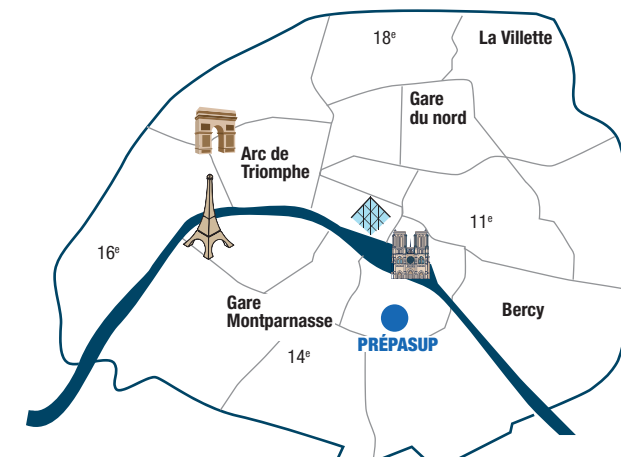 18e
La Villette
Gare
du nord
Arc de
Triomphe
11e
16e
Gare
Montparnasse
Bercy
PRÉPASUP
14e